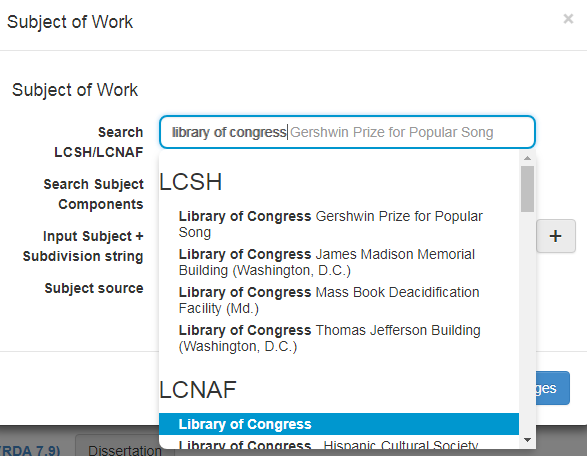 Subject of Work
×
Subject of Work
Search
LCSH/LCNAF
library of congress Gershwin Prize for Popular Song
LCSH
Library of Congress Gershwin Prize for Popular
Song
Library of Congress James Madison Memorial
Building (Washington, D.C.)
Library of Congress Mass Book Deacidification
Facility (Md.)
Library of Congress Thomas Jefferson Building
(Washington, D.C.)
LCNAF
Library of Congress
Library of Congress . Hispanic Cultural Society
Search Subject
Components
Input Subject +
Subdivision string
+
Subject source
ges
RDA 7.9)
Dissertation